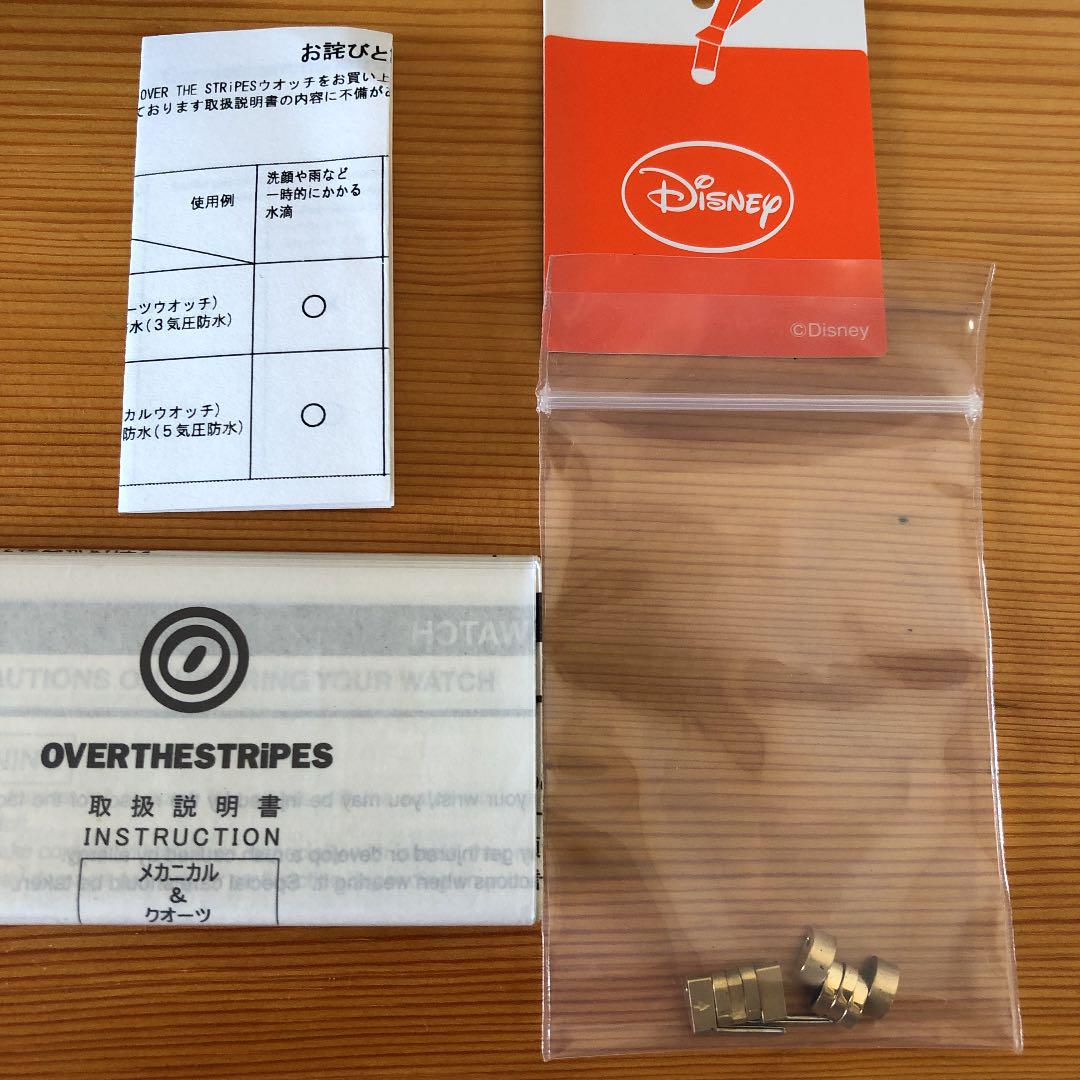 お詫びと
OVER THE STRiPESウオッチをお買い上
ております取扱説明書の内容に不備が
使用例
洗顔や雨など
一時的にかかる
水滴
ーツウオッチ)
水(3気圧防水)
○
カルウオッチ)
防水(5気圧防水)
○
Disney
©Disney
WATCH
YOUR WATCH
OVERTHESTRiPES
取扱説明書
INSTRUCTION
メカニカル
&
クオーツ